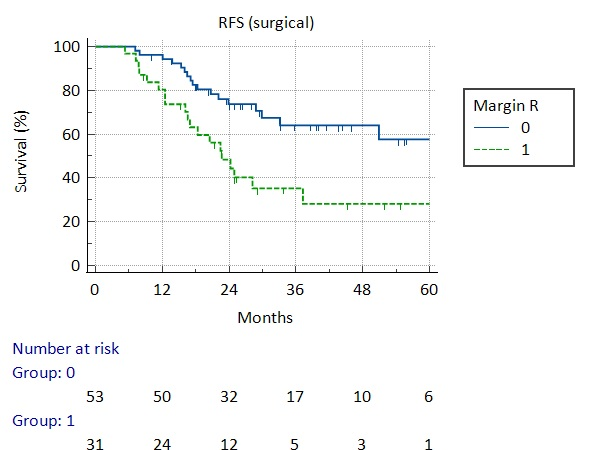 RFS (surgical)
100
80
60
40
20
0
Survival (%)
0 12 24 36 48 60
Months
Margin R
0
1
Number at risk
Group: 0
53 50 32 17 10 6
Group: 1
31 24 12 5 3 1